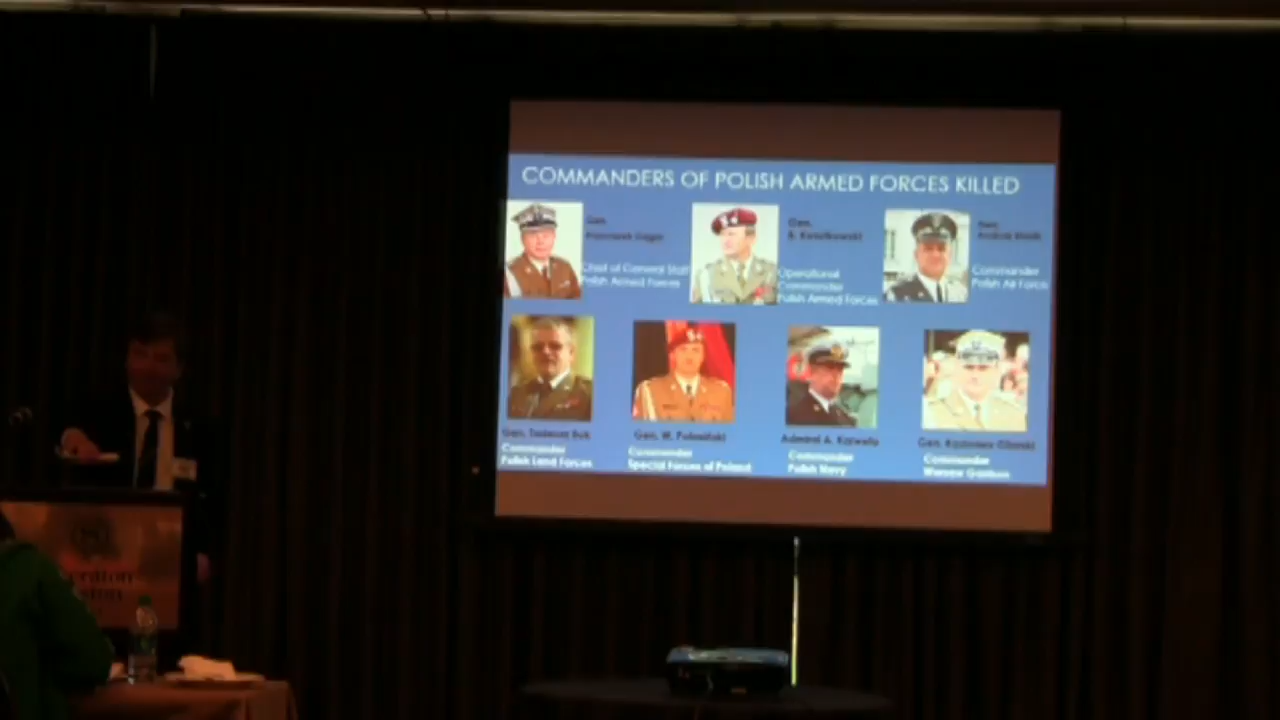 COMMANDERS OF POLISH ARMED FORCES KILLED
Gen.
Chief of General Staff
Polish Armed Forces
Gen.
B. Kwiatkowski
Operational
Commander
Polish Armed Forces
Gen.
Commander
Polish Air Force
Gen. Tadeusz Buk
Commander
Polish Land Forces
Gen. W. Potasiński
Commander
Special Forces of Poland
Admiral A. Karweta
Commander
Polish Navy
Gen. Kazimierz Gilarski
Commander
Warsaw Garrison